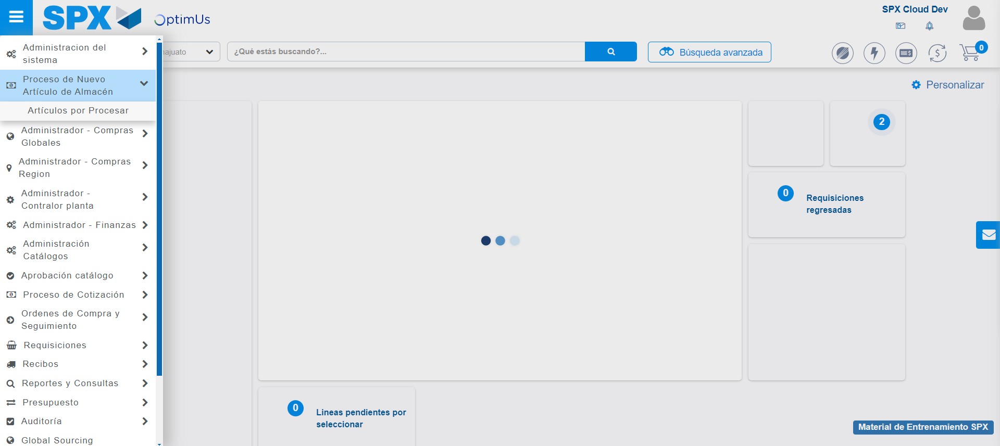 SPX
OptimUs
SPX Cloud Dev
¿Qué estás buscando?...
Búsqueda avanzada
0
Personalizar
Administracion del
sistema
Proceso de Nuevo
Artículo de Almacén
Artículos por Procesar
Administrador - Compras
Globales
Administrador - Compras
Region
Administrador -
Contralor planta
Administrador - Finanzas
Administración
Catálogos
Aprobación catálogo
Proceso de Cotización
Ordenes de Compra y
Seguimiento
Requisiciones
Recibos
Reportes y Consultas
Presupuesto
Auditoría
Global Sourcing
2
0
Requisiciones
regresadas
0
Lineas pendientes por
seleccionar
Material de Entrenamiento SPX